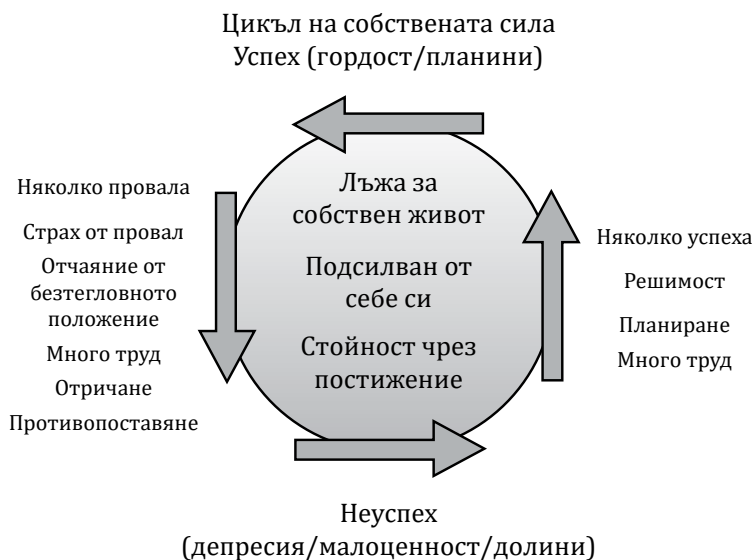 Цикъл на собствената сила
Успех (гордост/планини)
Няколко провала
Страх от провал
Отчаяние от
безтегловното
положение
Много труд
Отричане
Противопоставяне
Лъжа за
собствен живот
Подсилван от
себе си
Стойност чрез
постижение
Няколко успеха
Решимост
Планиране
Много труд
Неуспех
(депресия/малоценност/долини)